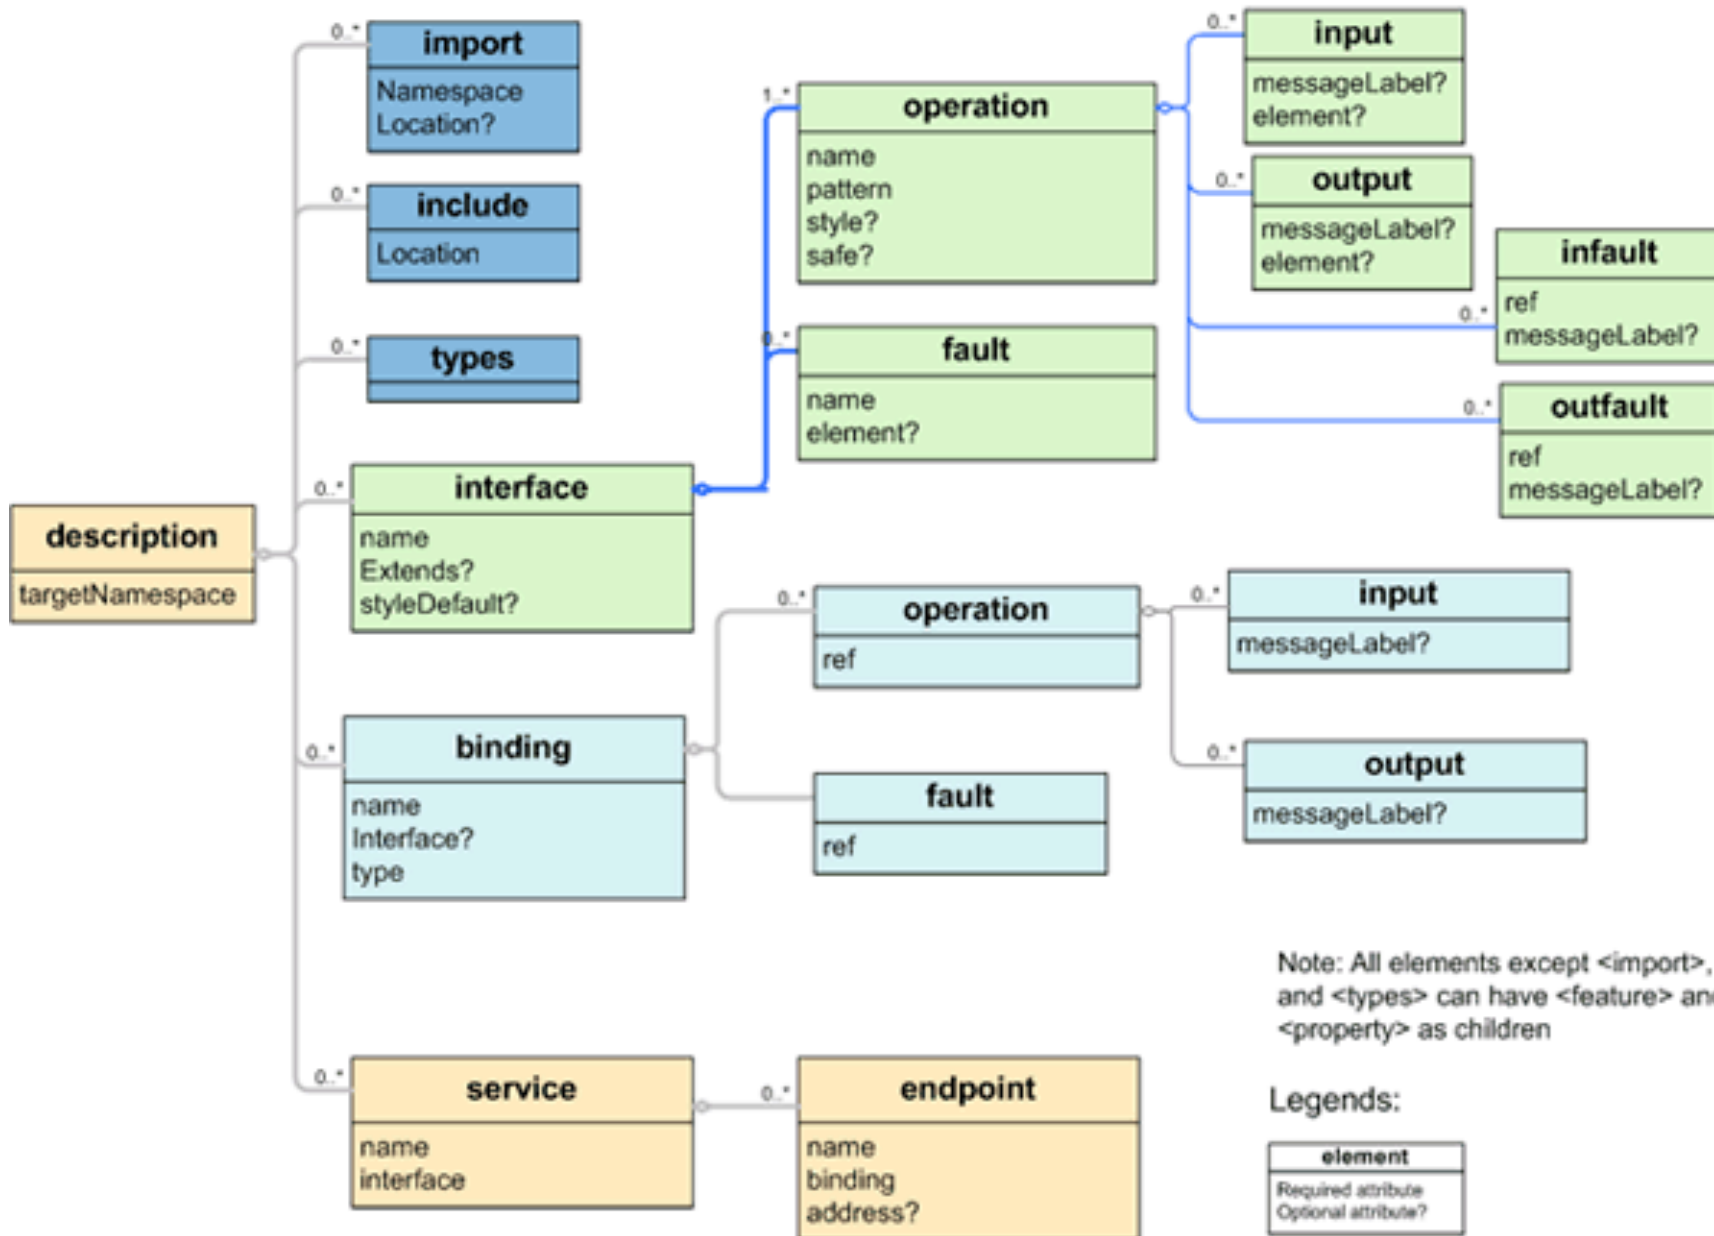 0..*
import
Namespace
Location?
0..*
include
Location
0..*
types
0..*
interface
name
Extends?
styleDefault?
description
targetNamespace
1..*
operation
name
pattern
style?
safe?
0..*
fault
name
element?
0..*
input
messageLabel?
element?
0..*
output
messageLabel?
element?
0..*
infault
ref
messageLabel?
0..*
outfault
ref
messageLabel?
0..*
binding
name
Interface?
type
0..*
operation
ref
fault
ref
0..*
input
messageLabel?
0..*
output
messageLabel?
0..*
service
name
interface
0..*
endpoint
name
binding
address?
Note: All elements except <import>,
and <types> can have <feature> and
<property> as children
Legends:
element
Required attribute
Optional attribute?